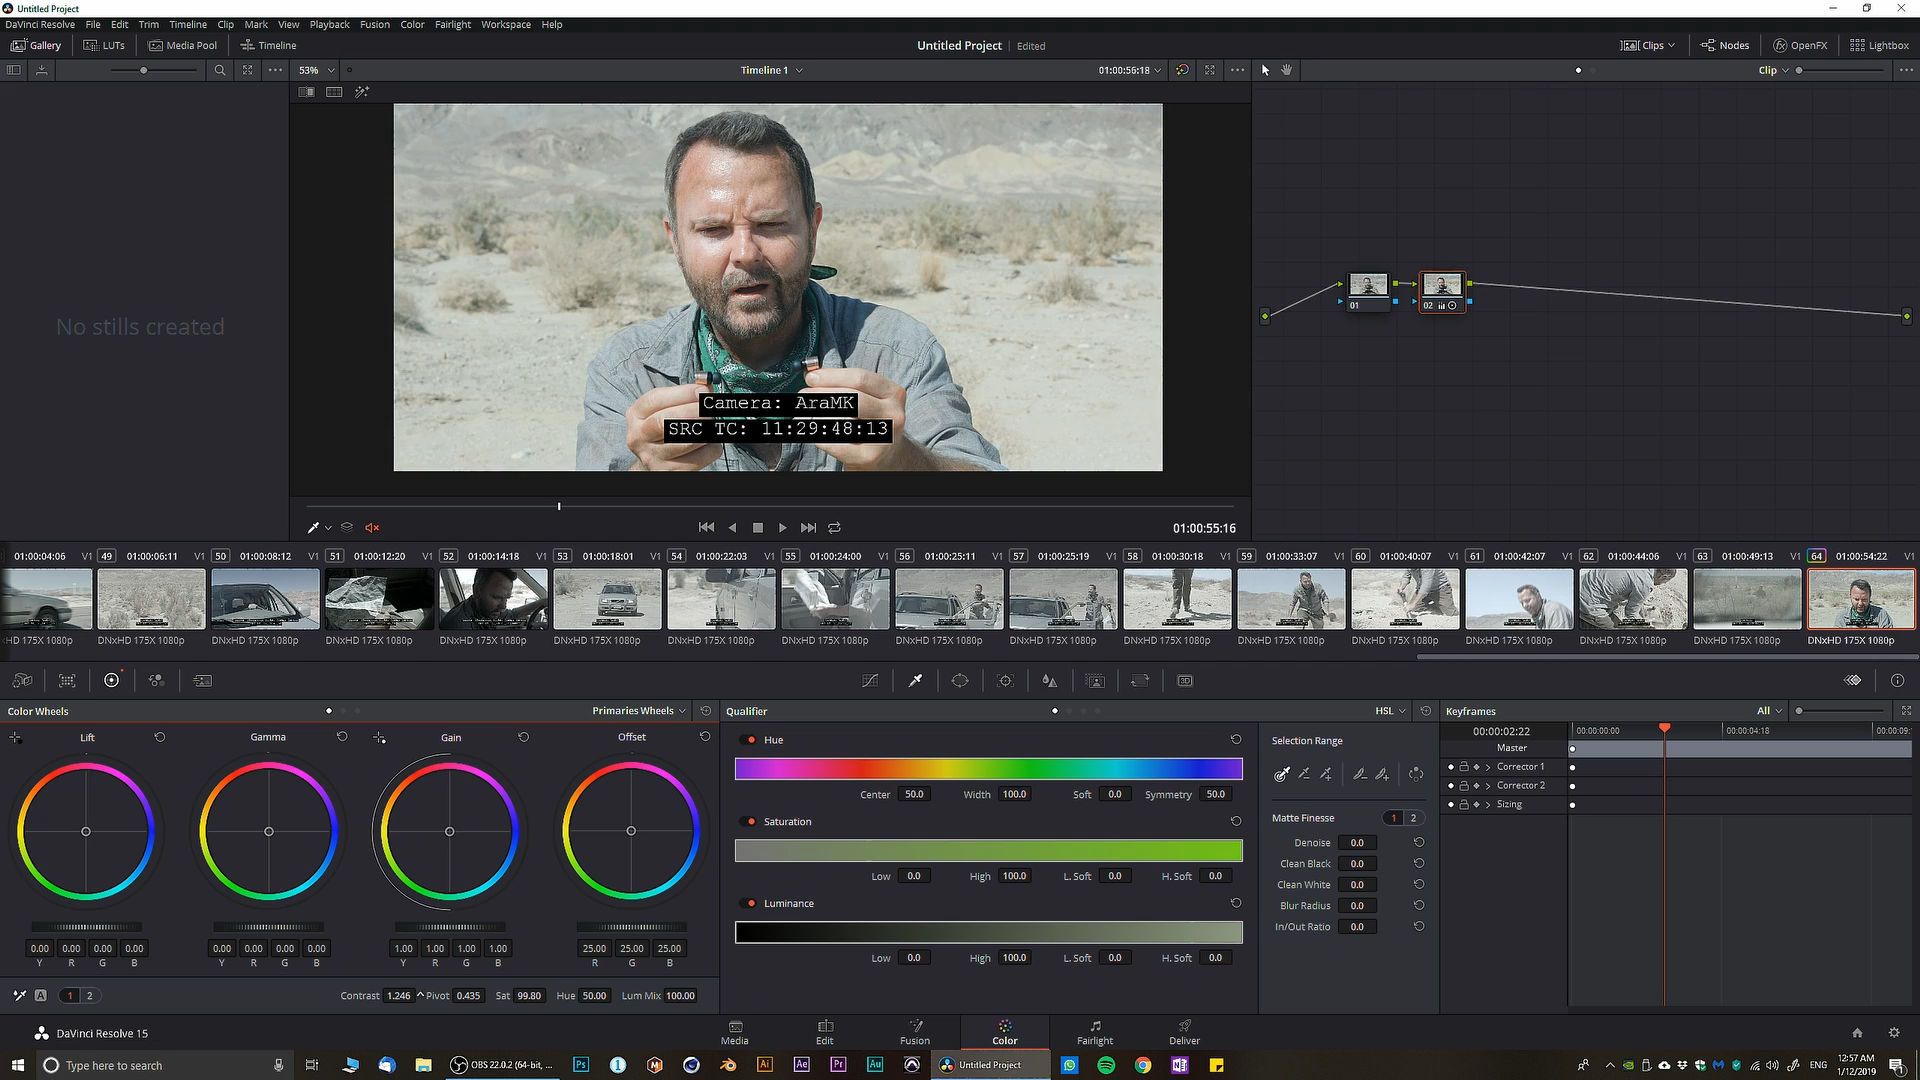 Untitled Project
DaVinci Resolve File Edit Trim Timeline Clip Mark View Playback Fusion Color Fairlight Workspace Help
Gallery LUTs Media Pool Timeline Untitled Project Edited Clips Nodes OpenFX Lightbox
53% Timeline 1 01:00:56:18 Clip
No stills created
Camera: AraMK
SRC TC: 11:29:48:13
01 02
01:00:55:16
01:00:04:06 V1 49 01:00:06:11 V1 50 01:00:08:12 V1 51 01:00:12:20 V1 52 01:00:14:18 V1 53 01:00:18:01 V1 54 01:00:22:03 V1 55 01:00:24:00 V1 56 01:00:25:11 V1 57 01:00:25:19 V1 58 01:00:30:18 V1 59 01:00:33:07 V1 60 01:00:40:07 V1 61 01:00:42:07 V1 62 01:00:44:06 V1 63 01:00:49:13 V1 64 01:00:54:22 V1
HD 175X 1080p DNxHD 175X 1080p DNxHD 175X 1080p DNxHD 175X 1080p DNxHD 175X 1080p DNxHD 175X 1080p DNxHD 175X 1080p DNxHD 175X 1080p DNxHD 175X 1080p DNxHD 175X 1080p DNxHD 175X 1080p DNxHD 175X 1080p DNxHD 175X 1080p DNxHD 175X 1080p DNxHD 175X 1080p DNxHD 175X 1080p DNxHD 175X 1080p
Color Wheels Primaries Wheels
Lift Gamma Gain Offset
0.00 0.00 0.00 0.00 0.00 0.00 0.00 0.00 1.00 1.00 1.00 1.00 25.00 25.00 25.00
Y R G B Y R G B Y R G B R G B
A 1 2 Contrast 1.246 Pivot 0.435 Sat 99.80 Hue 50.00 Lum Mix 100.00
Qualifier HSL
Hue
Center 50.0 Width 100.0 Soft 0.0 Symmetry 50.0
Saturation
Low 0.0 High 100.0 L. Soft 0.0 H. Soft 0.0
Luminance
Low 0.0 High 100.0 L. Soft 0.0 H. Soft 0.0
Selection Range
Matte Finesse 1 2
Denoise 0.0
Clean Black 0.0
Clean White 0.0
Blur Radius 0.0
In/Out Ratio 0.0
Keyframes All
00:00:02:22 00:00:00:00 00:00:04:18 00:00:09:
Master
Corrector 1
Corrector 2
Sizing
DaVinci Resolve 15 Media Edit Fusion Color Fairlight Deliver
Type here to search OBS 22.0.2 (64-bit, ... Ps Ai Ae Pr Au Untitled Project ENG 12:57 AM
1/12/2019